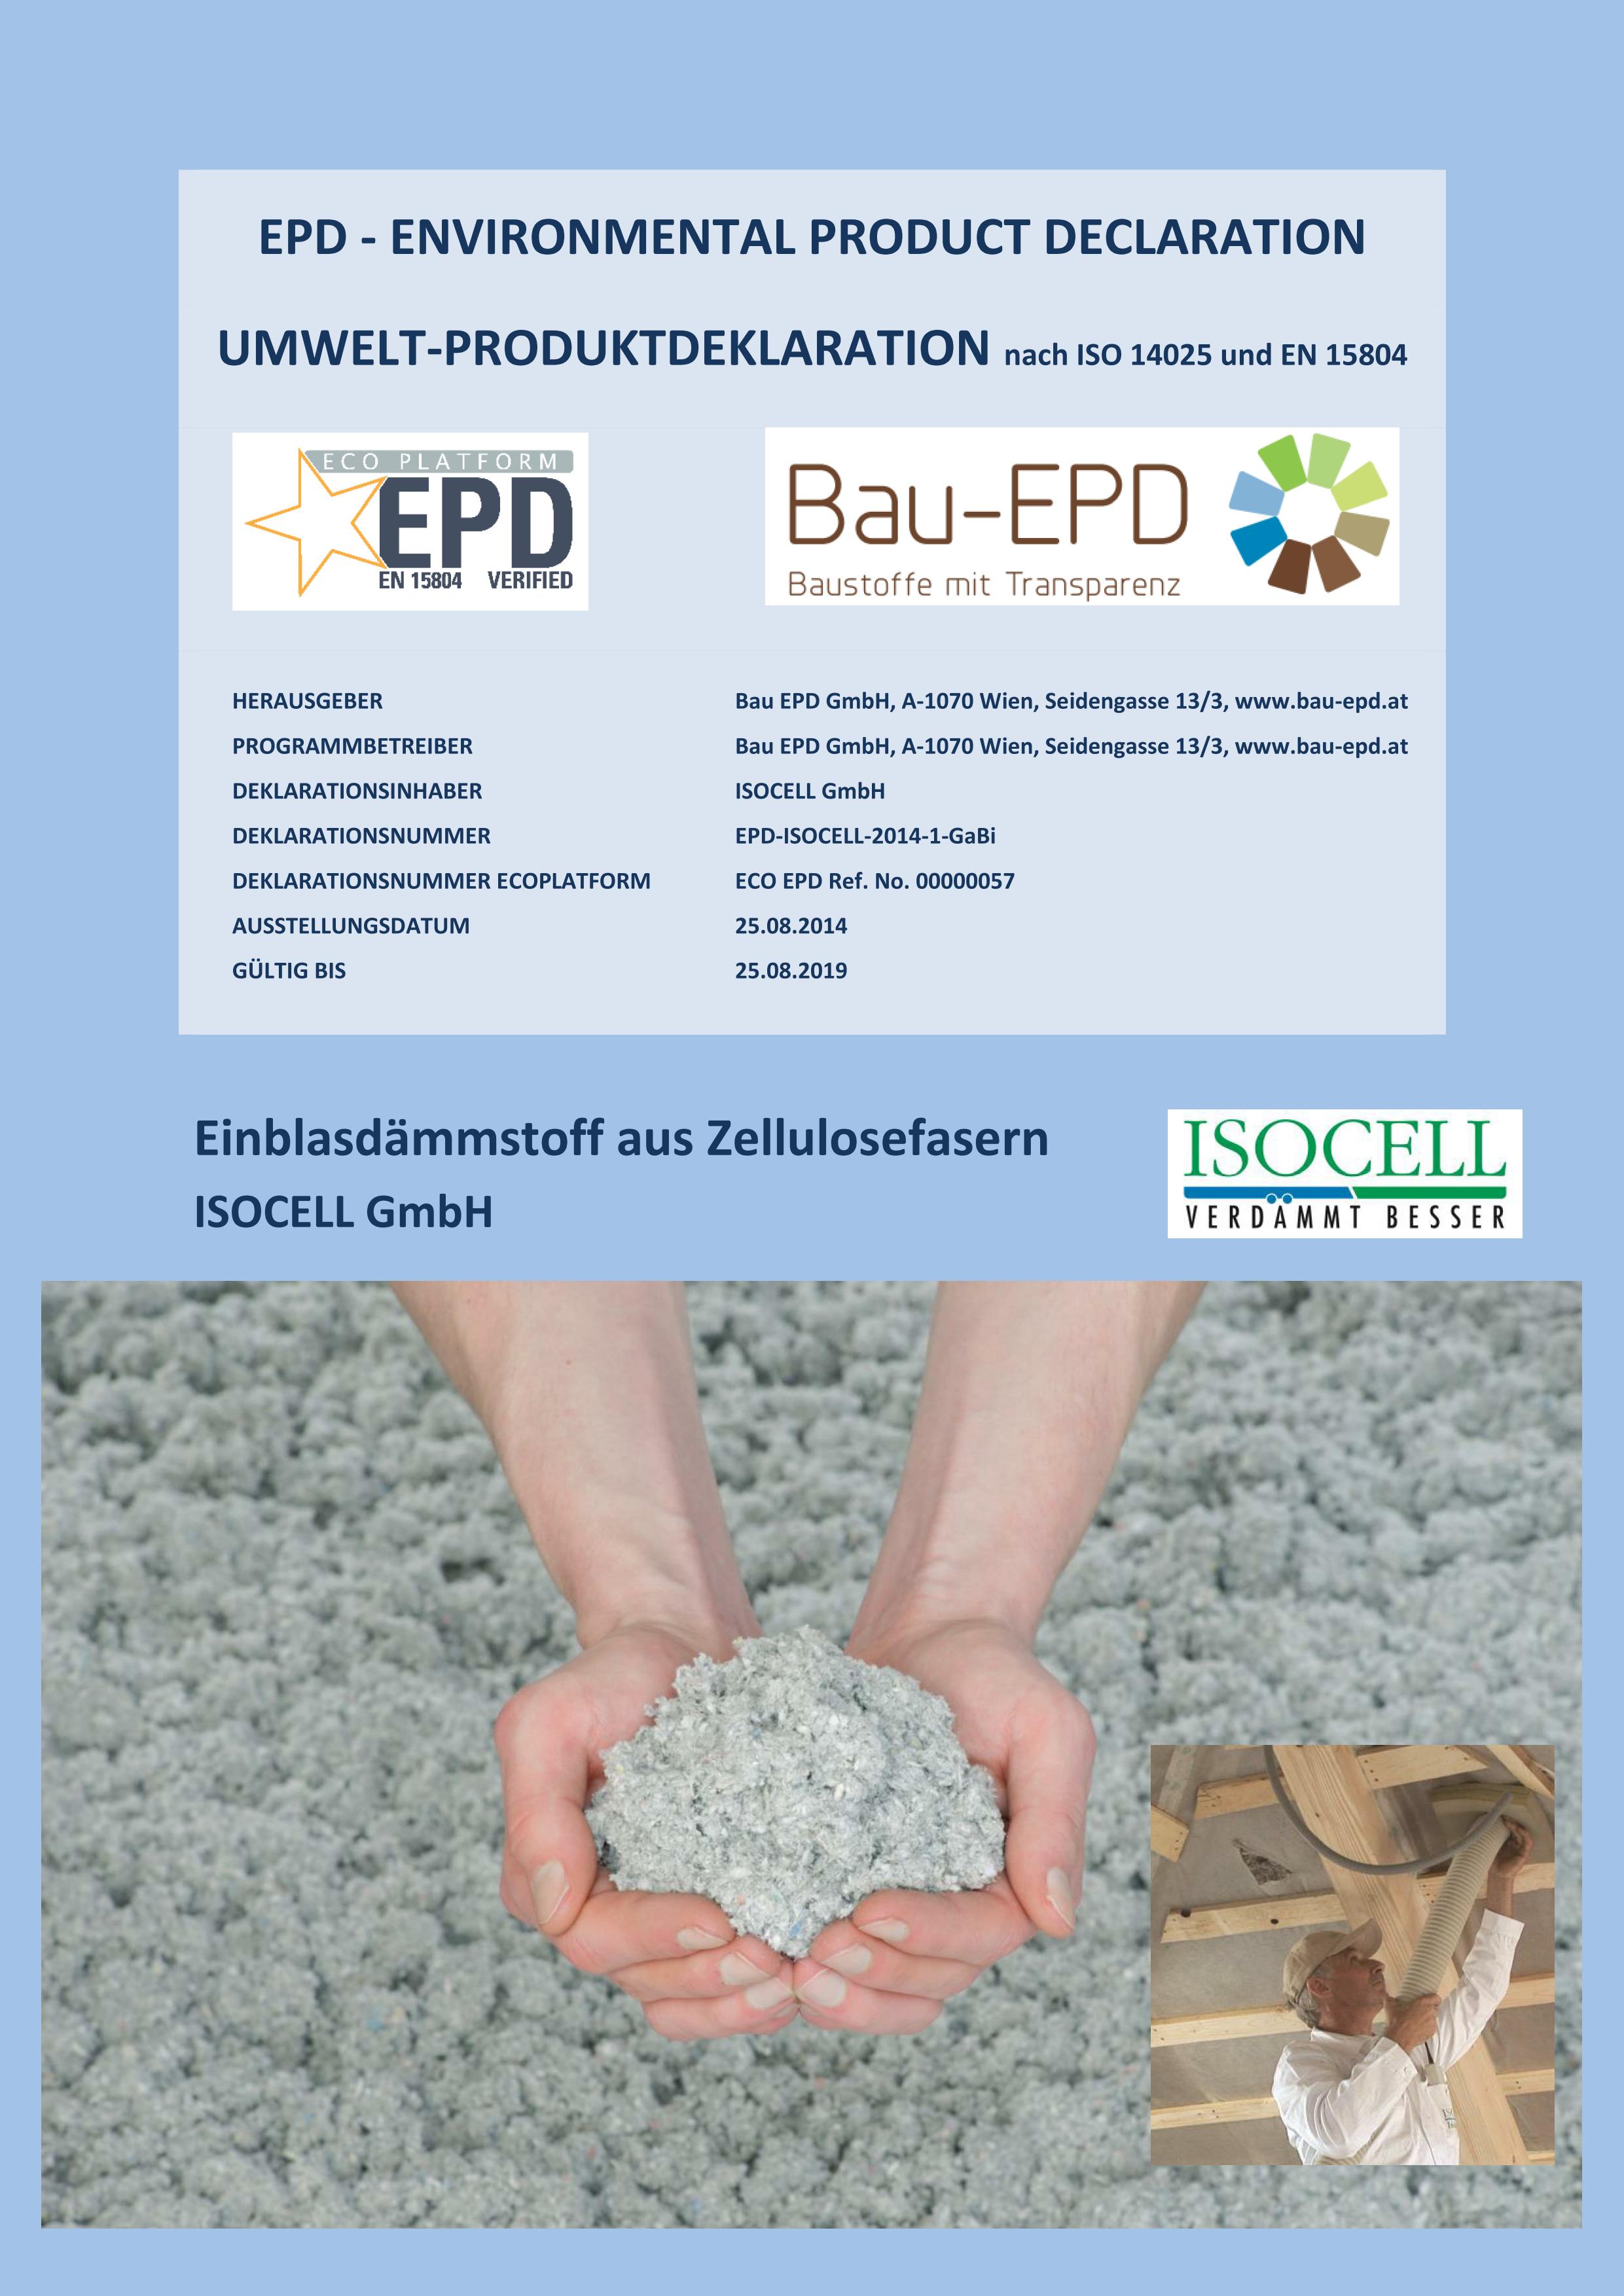 EPD - ENVIRONMENTAL PRODUCT DECLARATION
UMWELT-PRODUKTDEKLARATION nach ISO 14025 und EN 15804
ECO PLATFORM
EPD
EN 15804 VERIFIED
Bau-EPD
Baustoffe mit Transparenz
HERAUSGEBER Bau EPD GmbH, A-1070 Wien, Seidengasse 13/3, www.bau-epd.at
PROGRAMMBETREIBER Bau EPD GmbH, A-1070 Wien, Seidengasse 13/3, www.bau-epd.at
DEKLARATIONSINHABER ISOCELL GmbH
DEKLARATIONSNUMMER EPD-ISOCELL-2014-1-GaBi
DEKLARATIONSNUMMER ECOPLATFORM ECO EPD Ref. No. 00000057
AUSSTELLUNGSDATUM 25.08.2014
GÜLTIG BIS 25.08.2019
Einblasdämmstoff aus Zellulosefasern
ISOCELL GmbH
ISOCELL
VERDÄMMT BESSER